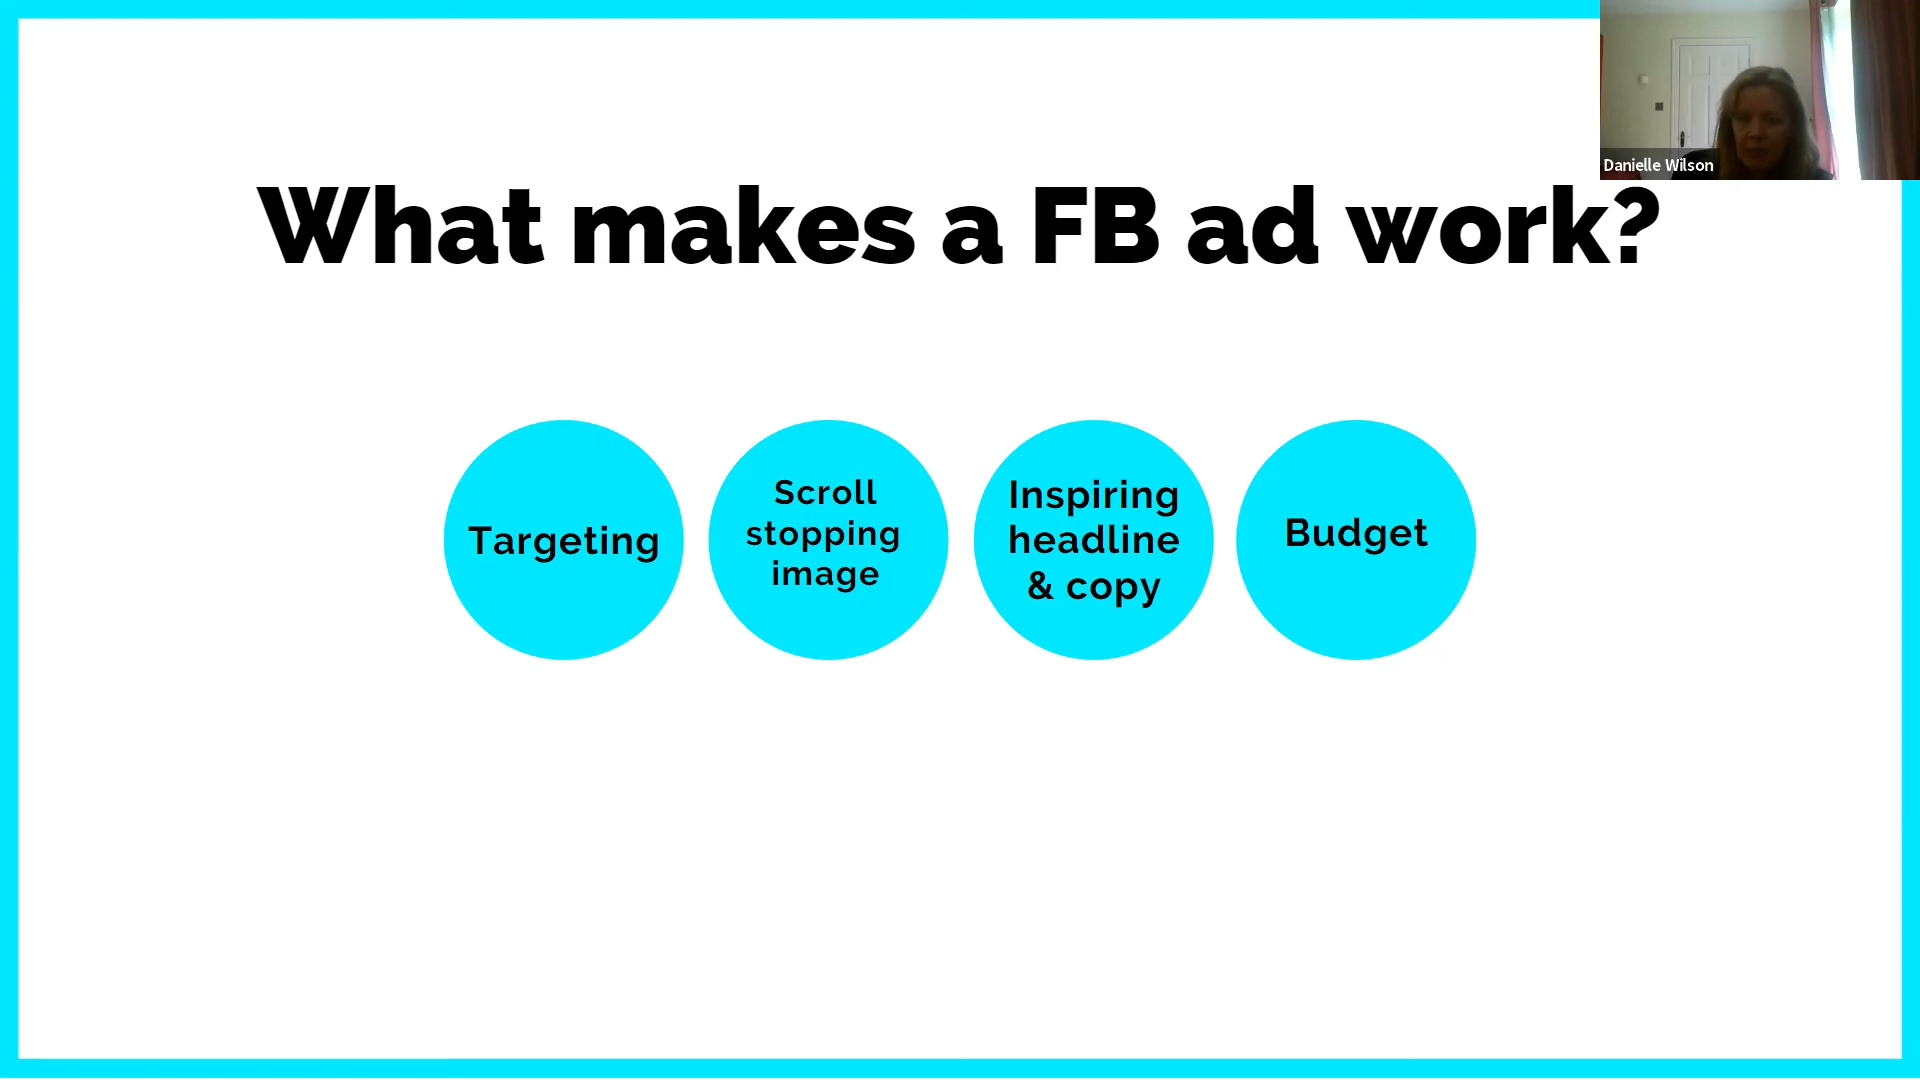 Danielle Wilson
What makes a FB ad work?
Targeting
Scroll
stopping
image
Inspiring
headline
& copy
Budget